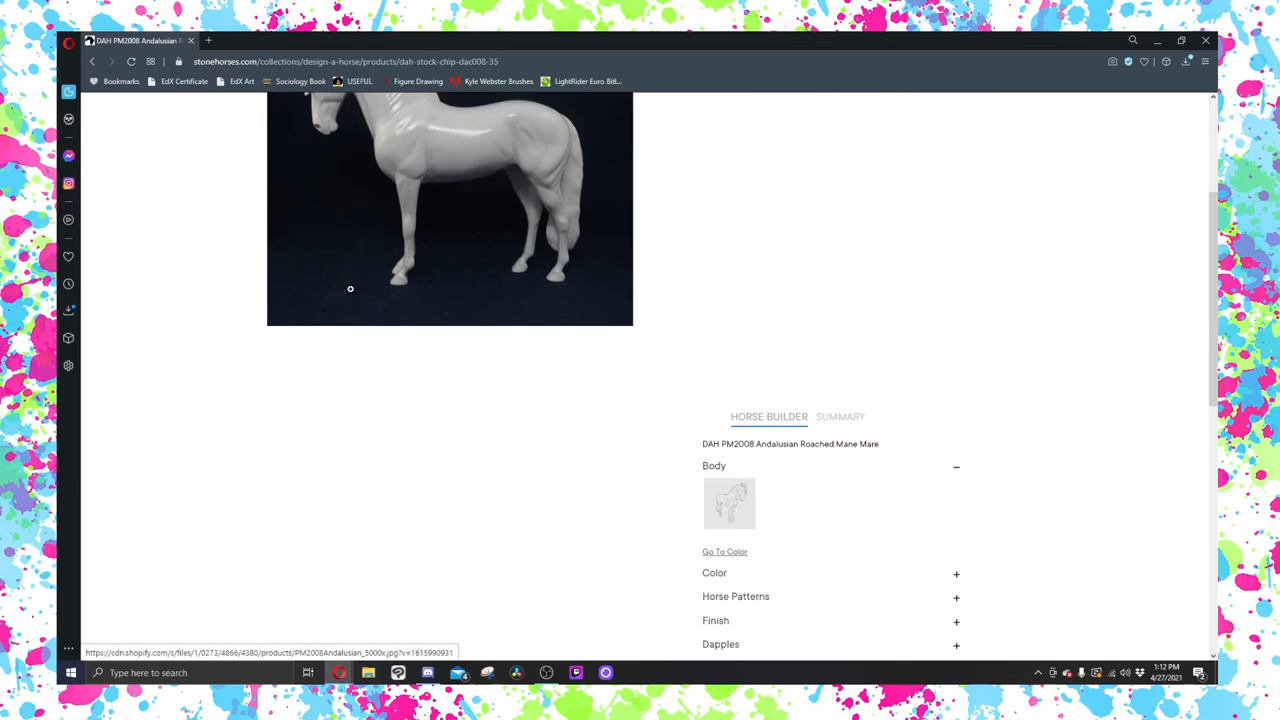 DAH PM2008 Andalusian R
stonehorses.com/collections/design-a-horse/products/dah-stock-chip-dac008-35
Bookmarks EdX Certificate EdX Art Sociology Book USEFUL Figure Drawing Kyle Webster Brushes LightRider Euro Bitl...
HORSE BUILDER SUMMARY
DAH PM2008 Andalusian Roached Mane Mare
Body −
Go To Color
Color +
Horse Patterns +
Finish +
Dapples +
https://cdn.shopify.com/s/files/1/0273/4866/4380/products/PM2008Andalusian_5000x.jpg?v=1615990931
Type here to search
1:12 PM
4/27/2021